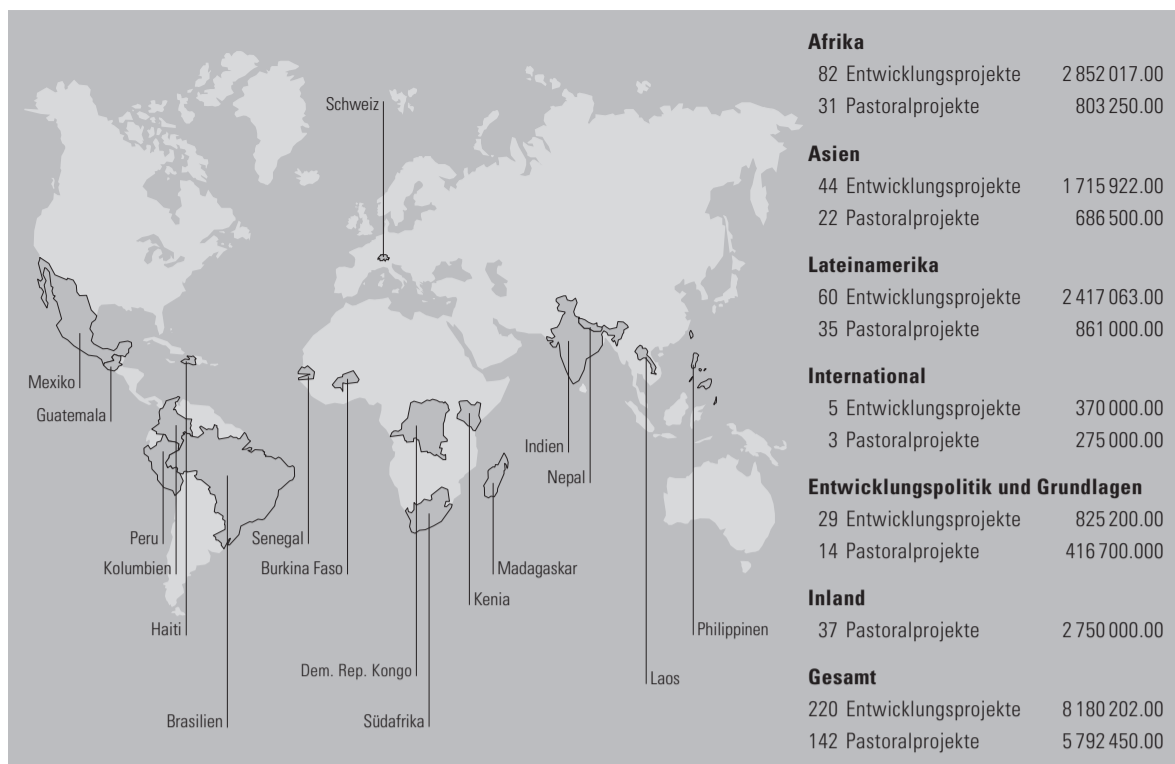 Schweiz
Mexiko
Guatemala
Peru
Kolumbien
Haiti
Brasilien
Senegal
Burkina Faso
Dem. Rep. Kongo
Südafrika
Kenia
Madagaskar
Indien
Nepal
Laos
Philippinen
Afrika
82 Entwicklungsprojekte 2 852 017.00
31 Pastoralprojekte 803 250.00
Asien
44 Entwicklungsprojekte 1 715 922.00
22 Pastoralprojekte 686 500.00
Lateinamerika
60 Entwicklungsprojekte 2 417 063.00
35 Pastoralprojekte 861 000.00
International
5 Entwicklungsprojekte 370 000.00
3 Pastoralprojekte 275 000.00
Entwicklungspolitik und Grundlagen
29 Entwicklungsprojekte 825 200.00
14 Pastoralprojekte 416 700.000
Inland
37 Pastoralprojekte 2 750 000.00
Gesamt
220 Entwicklungsprojekte 8 180 202.00
142 Pastoralprojekte 5 792 450.00